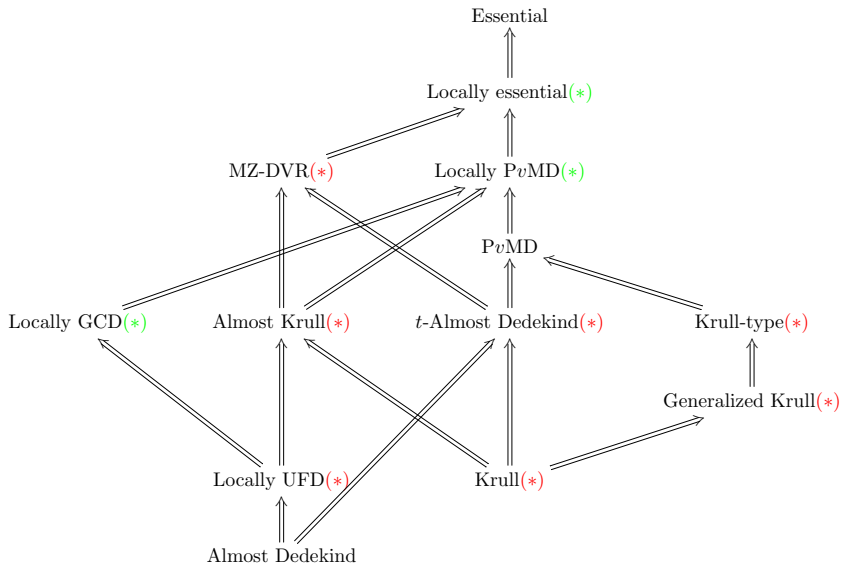 Essential
Locally essential(*)
MZ-DVR(*) Locally PvMD(*)
PvMD
Locally GCD(*) Almost Krull(*) t-Almost Dedekind(*) Krull-type(*)
Generalized Krull(*)
Locally UFD(*) Krull(*)
Almost Dedekind